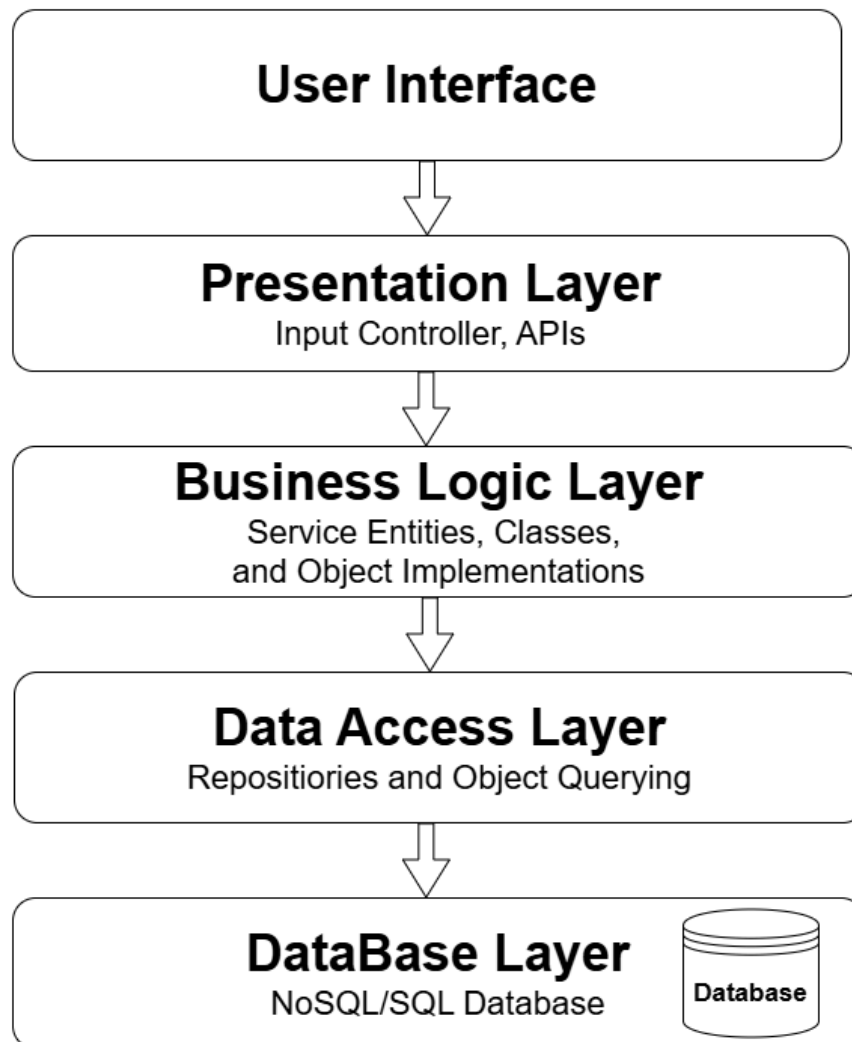 User Interface
Presentation Layer
Input Controller, APIs
Business Logic Layer
Service Entities, Classes,
and Object Implementations
Data Access Layer
Repositiories and Object Querying
DataBase Layer
NoSQL/SQL Database
Database